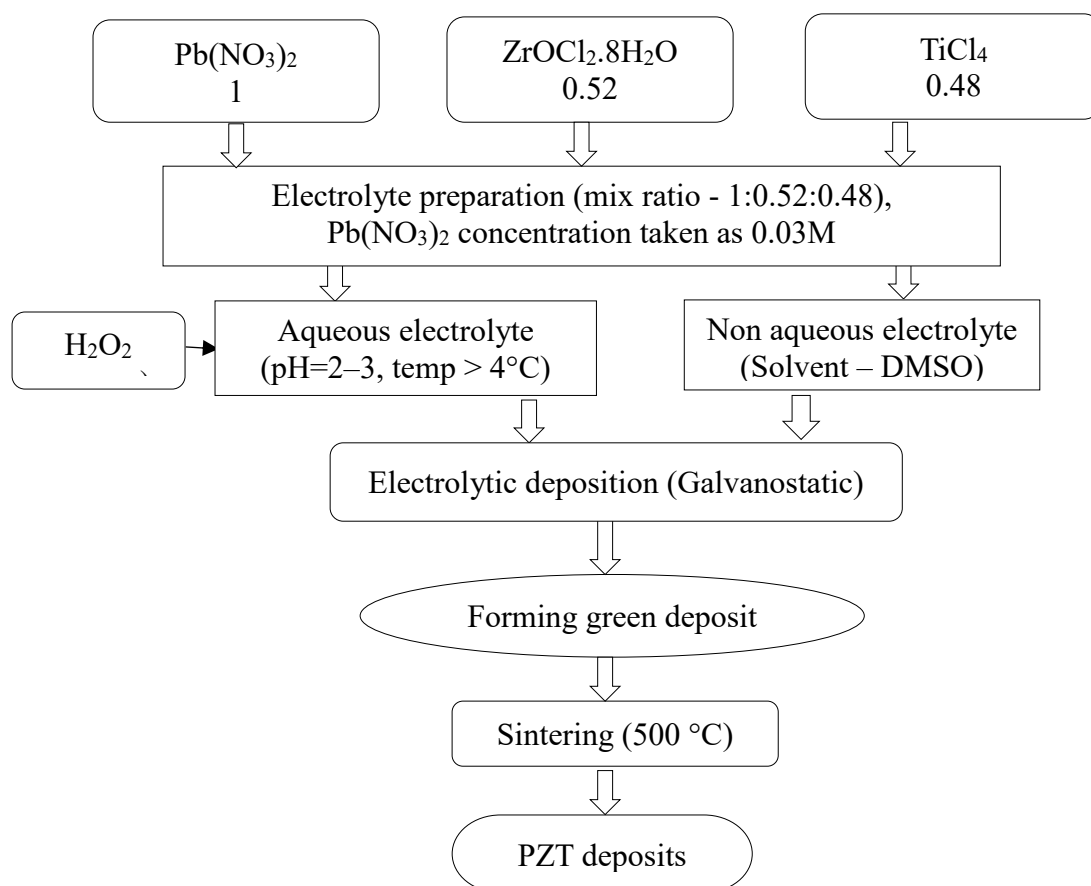 Pb(NO₃)₂
1
ZrOCl₂.8H₂O
0.52
TiCl₄
0.48
Electrolyte preparation (mix ratio - 1:0.52:0.48),
Pb(NO₃)₂ concentration taken as 0.03M
H₂O₂
、
Aqueous electrolyte
(pH=2–3, temp > 4°C)
Non aqueous electrolyte
(Solvent – DMSO)
Electrolytic deposition (Galvanostatic)
Forming green deposit
Sintering (500 °C)
PZT deposits